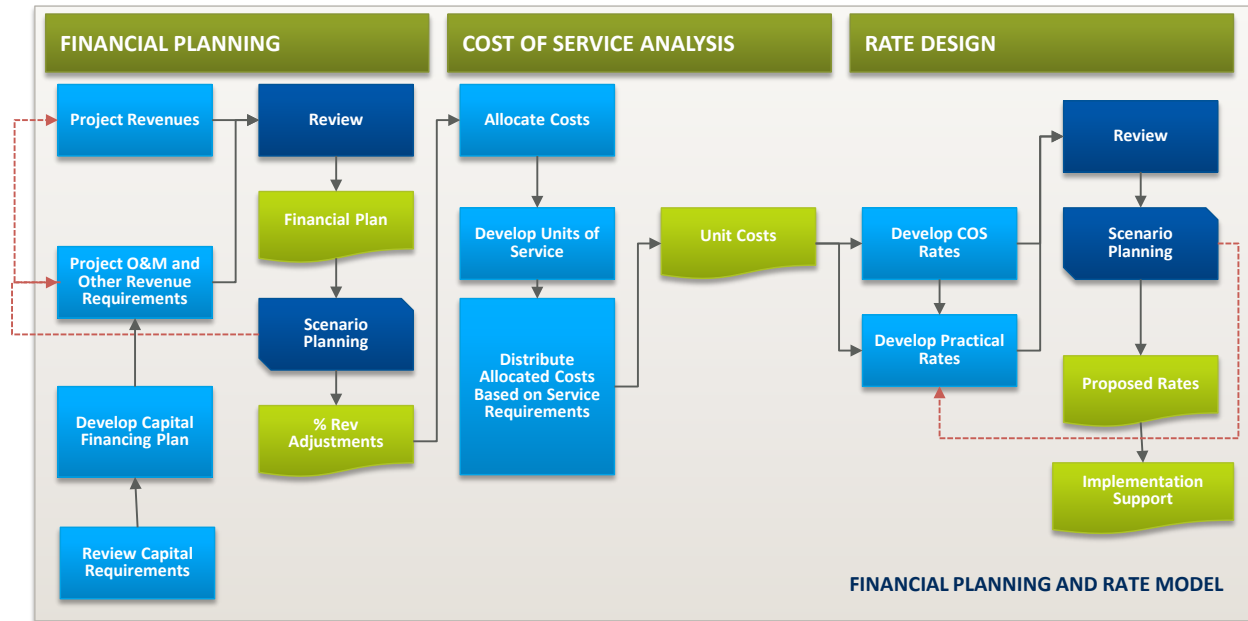 FINANCIAL PLANNING
COST OF SERVICE ANALYSIS
RATE DESIGN
Project Revenues
Review
Financial Plan
Project O&M and
Other Revenue
Requirements
Scenario
Planning
Develop Capital
Financing Plan
% Rev
Adjustments
Review Capital
Requirements
Allocate Costs
Develop Units of
Service
Distribute
Allocated Costs
Based on Service
Requirements
Unit Costs
Develop COS
Rates
Develop Practical
Rates
Review
Scenario
Planning
Proposed Rates
Implementation
Support
FINANCIAL PLANNING AND RATE MODEL